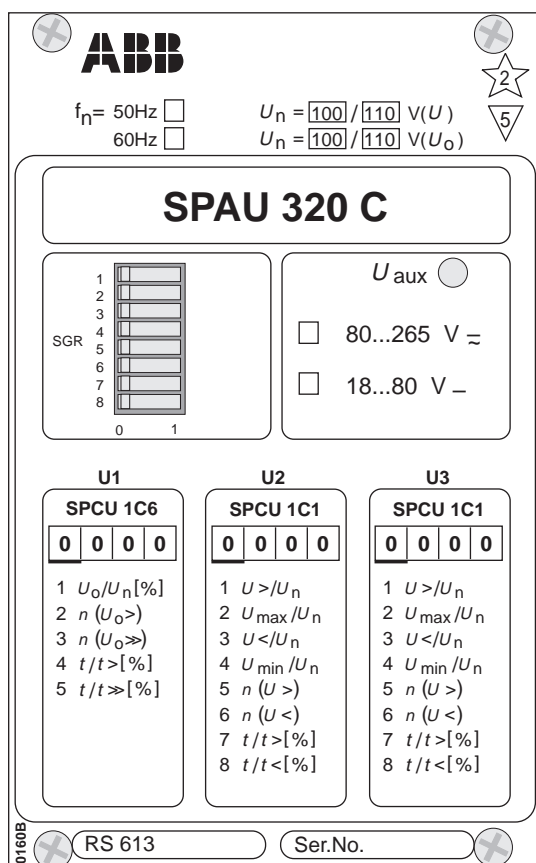 ABB
2
fn= 50Hz
60Hz
Un = 100 / 110 V(U)
Un = 100 / 110 V(Uo)
5
SPAU 320 C
SGR
1
2
3
4
5
6
7
8
0 1
Uaux
80...265 V ⎓
~
18...80 V –
U1
SPCU 1C6
0 0 0 0
1 Uo/Un[%]
2 n (Uo>)
3 n (Uo≫)
4 t/t>[%]
5 t/t≫[%]
U2
SPCU 1C1
0 0 0 0
1 U>/Un
2 Umax/Un
3 U</Un
4 Umin/Un
5 n (U >)
6 n (U <)
7 t/t>[%]
8 t/t<[%]
U3
SPCU 1C1
0 0 0 0
1 U>/Un
2 Umax/Un
3 U</Un
4 Umin/Un
5 n (U >)
6 n (U <)
7 t/t>[%]
8 t/t<[%]
0160B
RS 613
Ser.No.